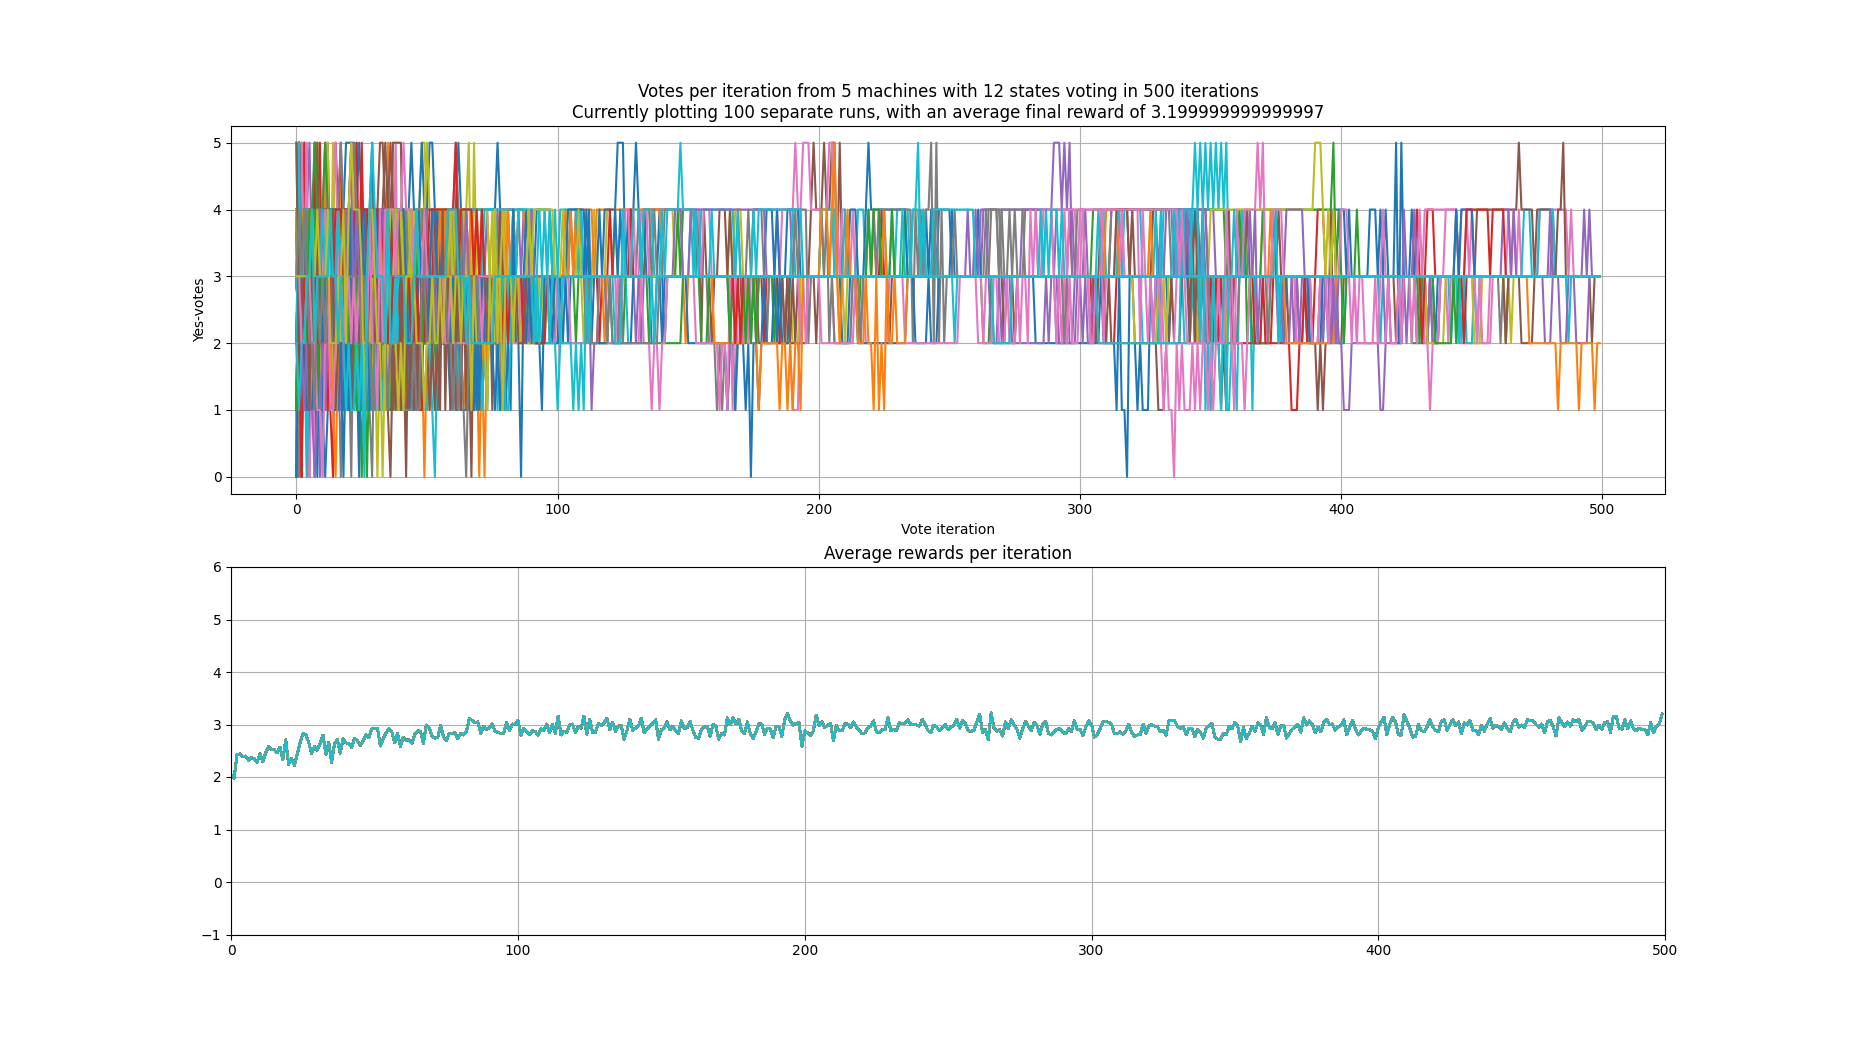 Votes per iteration from 5 machines with 12 states voting in 500 iterations
Currently plotting 100 separate runs, with an average final reward of 3.199999999999997
5
4
3
2
1
0
Yes-votes
0 100 200 300 400 500
Vote iteration
Average rewards per iteration
6
5
4
3
2
1
0
−1
0 100 200 300 400 500